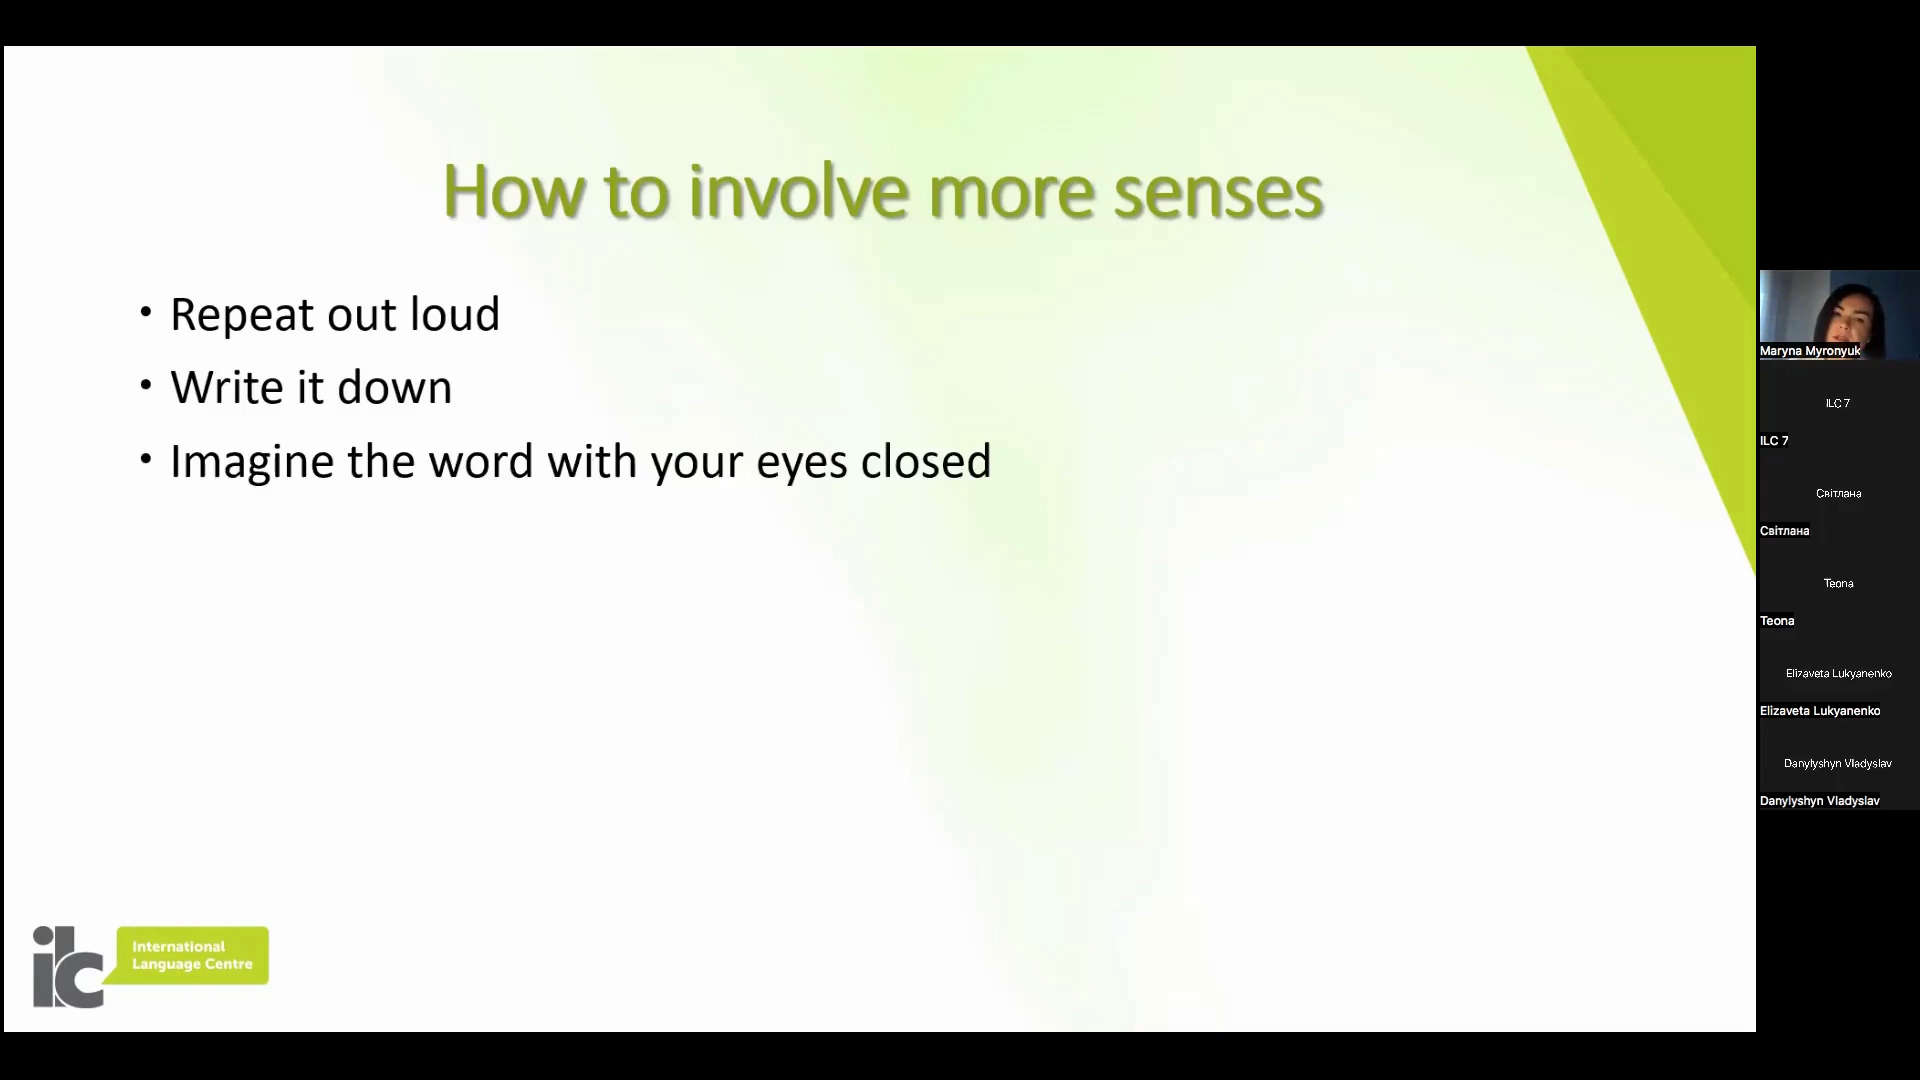 How to involve more senses
• Repeat out loud
• Write it down
• Imagine the word with your eyes closed
ilc
International
Language Centre
Maryna Myronyuk
ILC 7
ILC 7
Світлана
Світлана
Teona
Teona
Elizaveta Lukyanenko
Elizaveta Lukyanenko
Danylyshyn Vladyslav
Danylyshyn Vladyslav